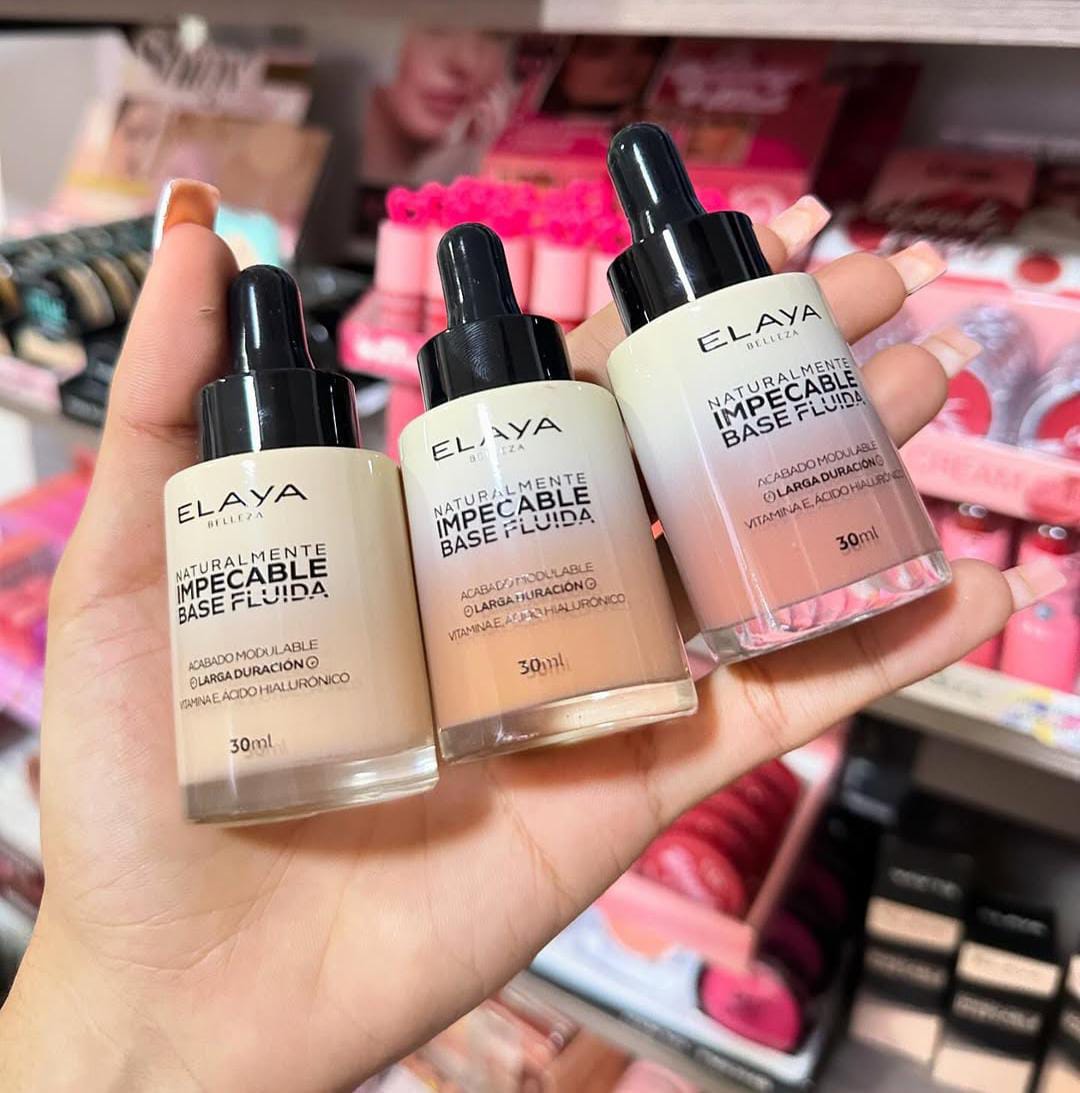 ELAYA
BELLEZA
NATURALMENTE
IMPECABLE
BASE FLUIDA
ACABADO MODULABLE
LARGA DURACIÓN
VITAMINA E, ÁCIDO HIALURÓNICO
30ml
ELAYA
BELLEZA
NATURALMENTE
IMPECABLE
BASE FLUIDA
ACABADO MODULABLE
LARGA DURACIÓN
VITAMINA E, ÁCIDO HIALURÓNICO
30ml
ELAYA
BELLEZA
NATURALMENTE
IMPECABLE
BASE FLUIDA
ACABADO MODULABLE
LARGA DURACIÓN
VITAMINA E, ÁCIDO HIALURÓNICO
30ml